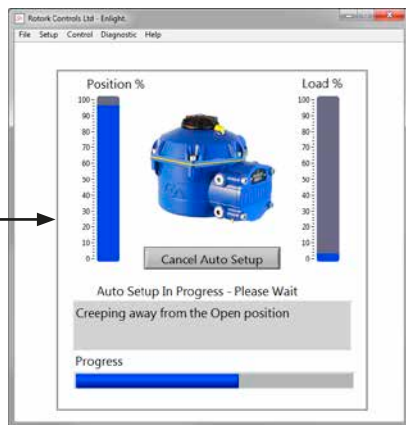 Rotork Controls Ltd - Enlight.
File Setup Control Diagnostic Help
Position % Load %
100 100
90 90
80 80
70 70
60 60
50 50
40 40
30 30
20 20
10 10
0 0
Cancel Auto Setup
Auto Setup In Progress - Please Wait
Creeping away from the Open position
Progress